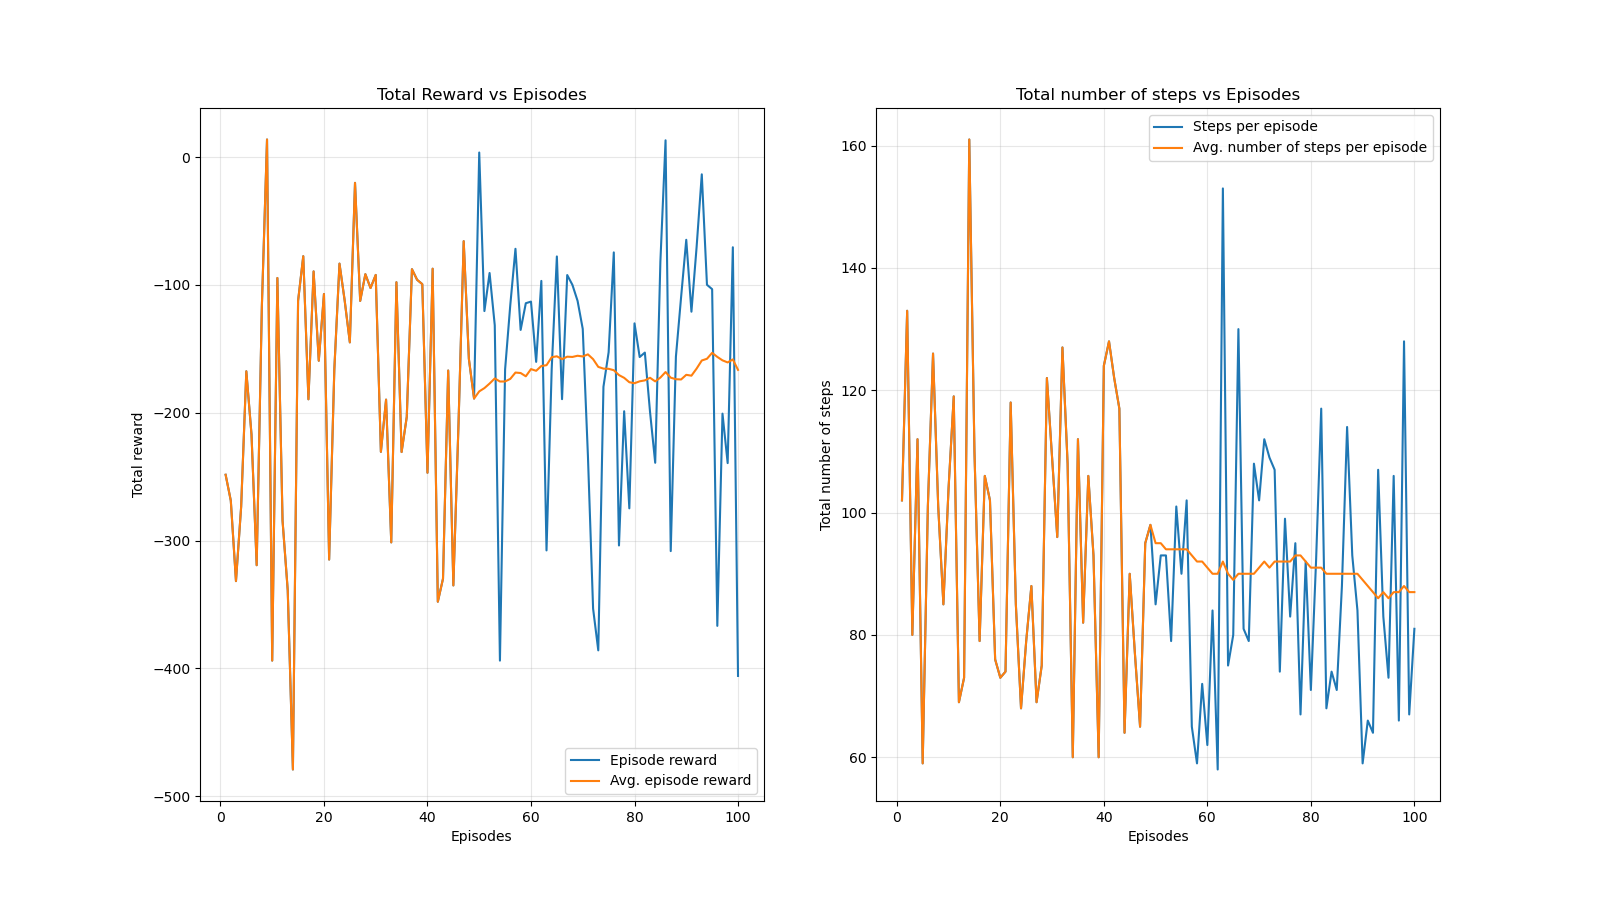 Total Reward vs Episodes
0
−100
−200
−300
−400
−500
Total reward
0
20
40
60
80
100
Episodes
Episode reward
Avg. episode reward
Total number of steps vs Episodes
160
140
120
100
80
60
Total number of steps
0
20
40
60
80
100
Episodes
Steps per episode
Avg. number of steps per episode